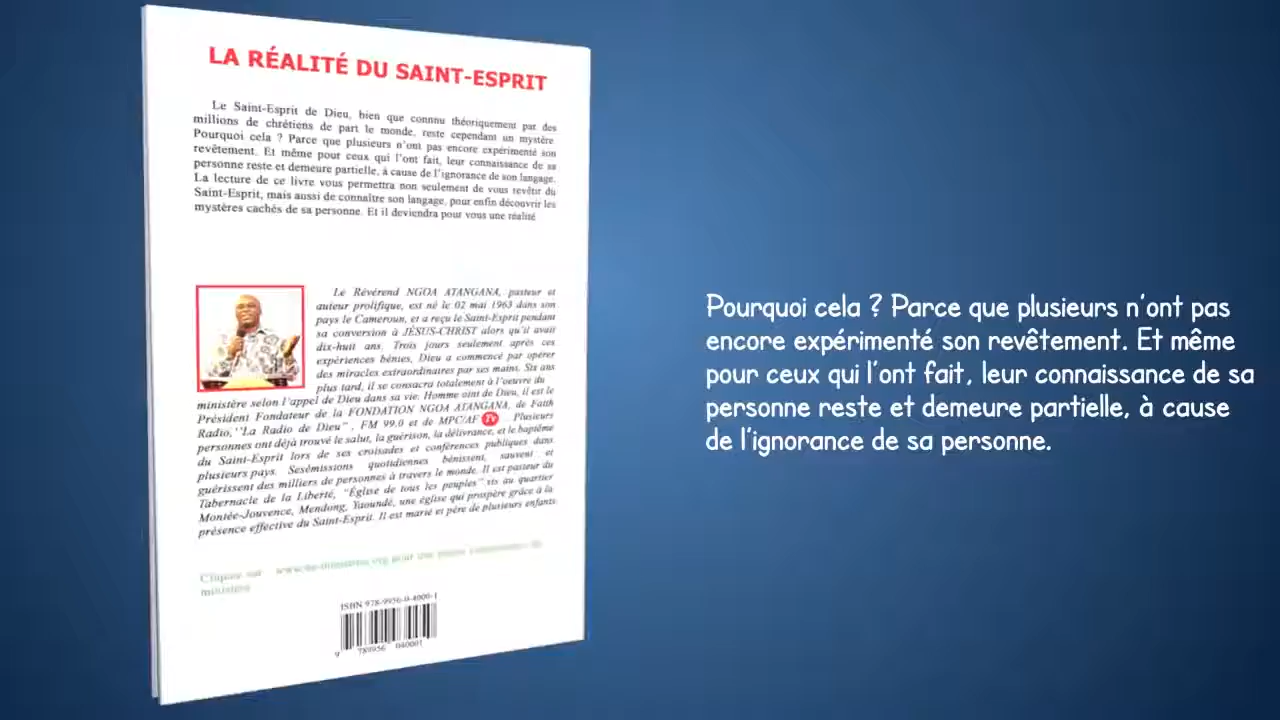 LA RÉALITÉ DU SAINT-ESPRIT
Le Saint-Esprit de Dieu, bien que connnu théoriquement par des
millions de chrétiens de part le monde, reste cependant un mystère
Pourquoi cela ? Parce que plusieurs n'ont pas encore expérimenté son
revêtement. Et même pour ceux qui l'ont fait, leur connaissance de sa
personne reste et demeure partielle, à cause de l'ignorance de son langage.
La lecture de ce livre vous permettra non seulement de vous revêtir du
Saint-Esprit, mais aussi de connaître son langage, pour enfin découvrir les
mystères cachés de sa personne. Et il deviendra pour vous une réalité
Le Révérend NGOA ATANGANA, pasteur et
auteur prolifique, est né le 02 mai 1963 dans son
pays le Cameroun, et a reçu le Saint-Esprit pendant
sa conversion à JÉSUS-CHRIST alors qu'il avait
dix-huit ans. Trois jours seulement après ces
expériences bénies, Dieu a commencé par opérer
des miracles extraordinaires par ses mains. Six ans
plus tard, il se consacra totalement à l'oeuvre du
ministère selon l'appel de Dieu dans sa vie. Homme oint de Dieu, il est le
Président Fondateur de la FONDATION NGOA ATANGANA, de Faith
Radio,''La Radio de Dieu'', FM 99.0 et de MPC/AF Tv . Plusieurs
personnes ont déjà trouvé le salut, la guérison, la délivrance, et le baptême
du Saint-Esprit lors de ses croisades et conférences publiques dans
plusieurs pays. Sesémissions quotidiennes bénissent, sauvent et
guérissent des milliers de personnes à travers le monde. Il est pasteur du
Tabernacle de la Liberté, "Église de tous les peuples" sis au quartier
Montée-Jouvence, Mendong, Yaoundé, une église qui prospère grâce à la
présence effective du Saint-Esprit. Il est marié et père de plusieurs enfants
Cliquez sur pour une
ministère
ISBN 978-9956-0-4000-1
9 789956 040001
Pourquoi cela ? Parce que plusieurs n'ont pas
encore expérimenté son revêtement. Et même
pour ceux qui l'ont fait, leur connaissance de sa
personne reste et demeure partielle, à cause
de l'ignorance de sa personne.